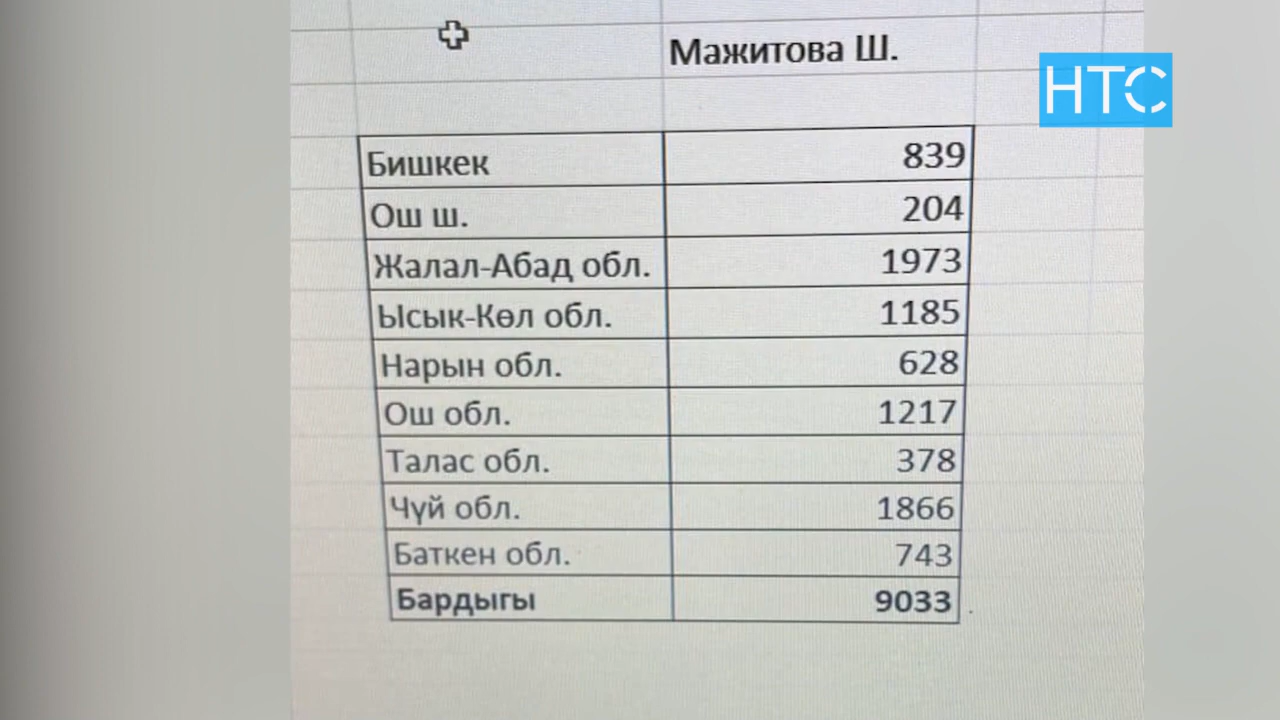 Мажитова Ш.
НТС
Бишкек 839
Ош ш. 204
Жалал-Абад обл. 1973
Ысык-Көл обл. 1185
Нарын обл. 628
Ош обл. 1217
Талас обл. 378
Чүй обл. 1866
Баткен обл. 743
Бардыгы 9033